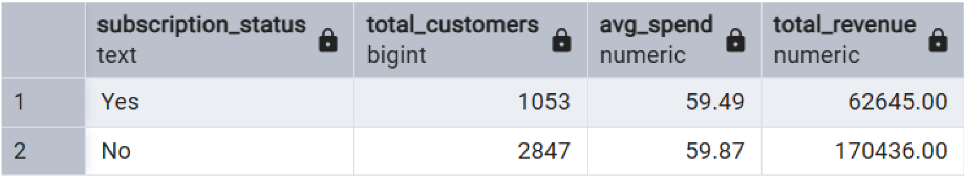 subscription_status total_customers avg_spend total_revenue
text bigint numeric numeric
1 Yes 1053 59.49 62645.00
2 No 2847 59.87 170436.00